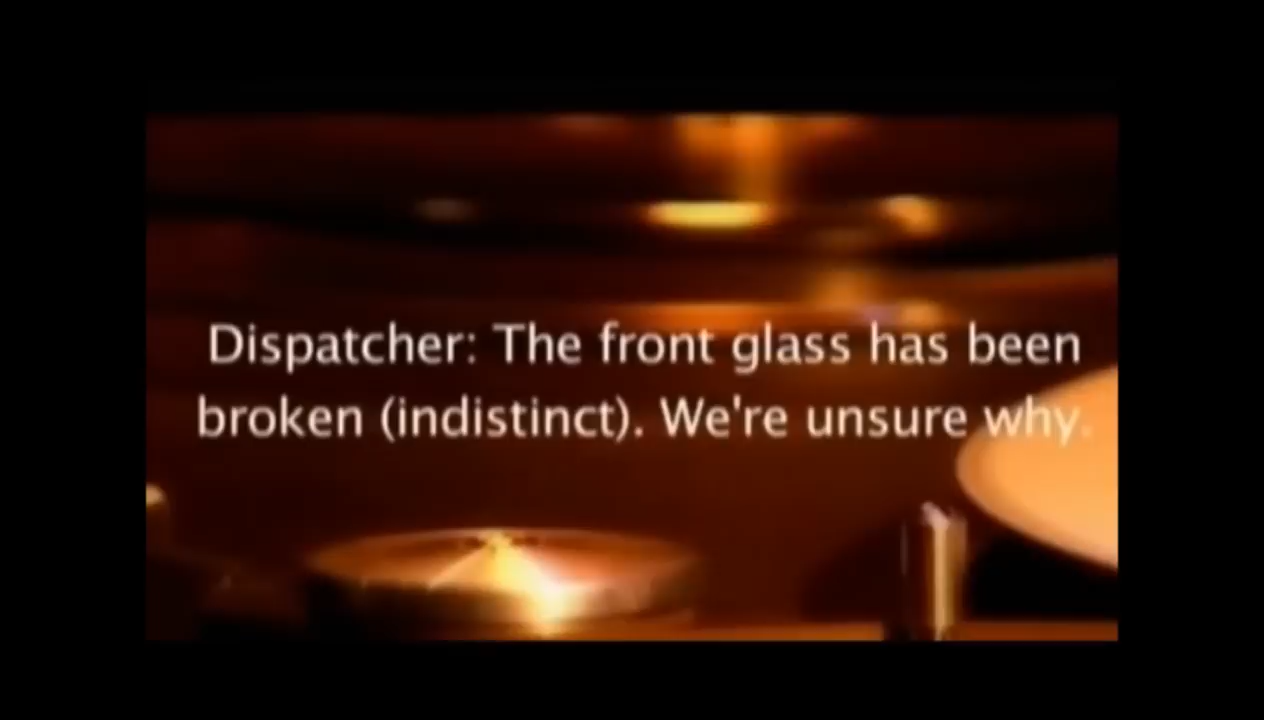 Dispatcher: The front glass has been
broken (indistinct). We're unsure why.